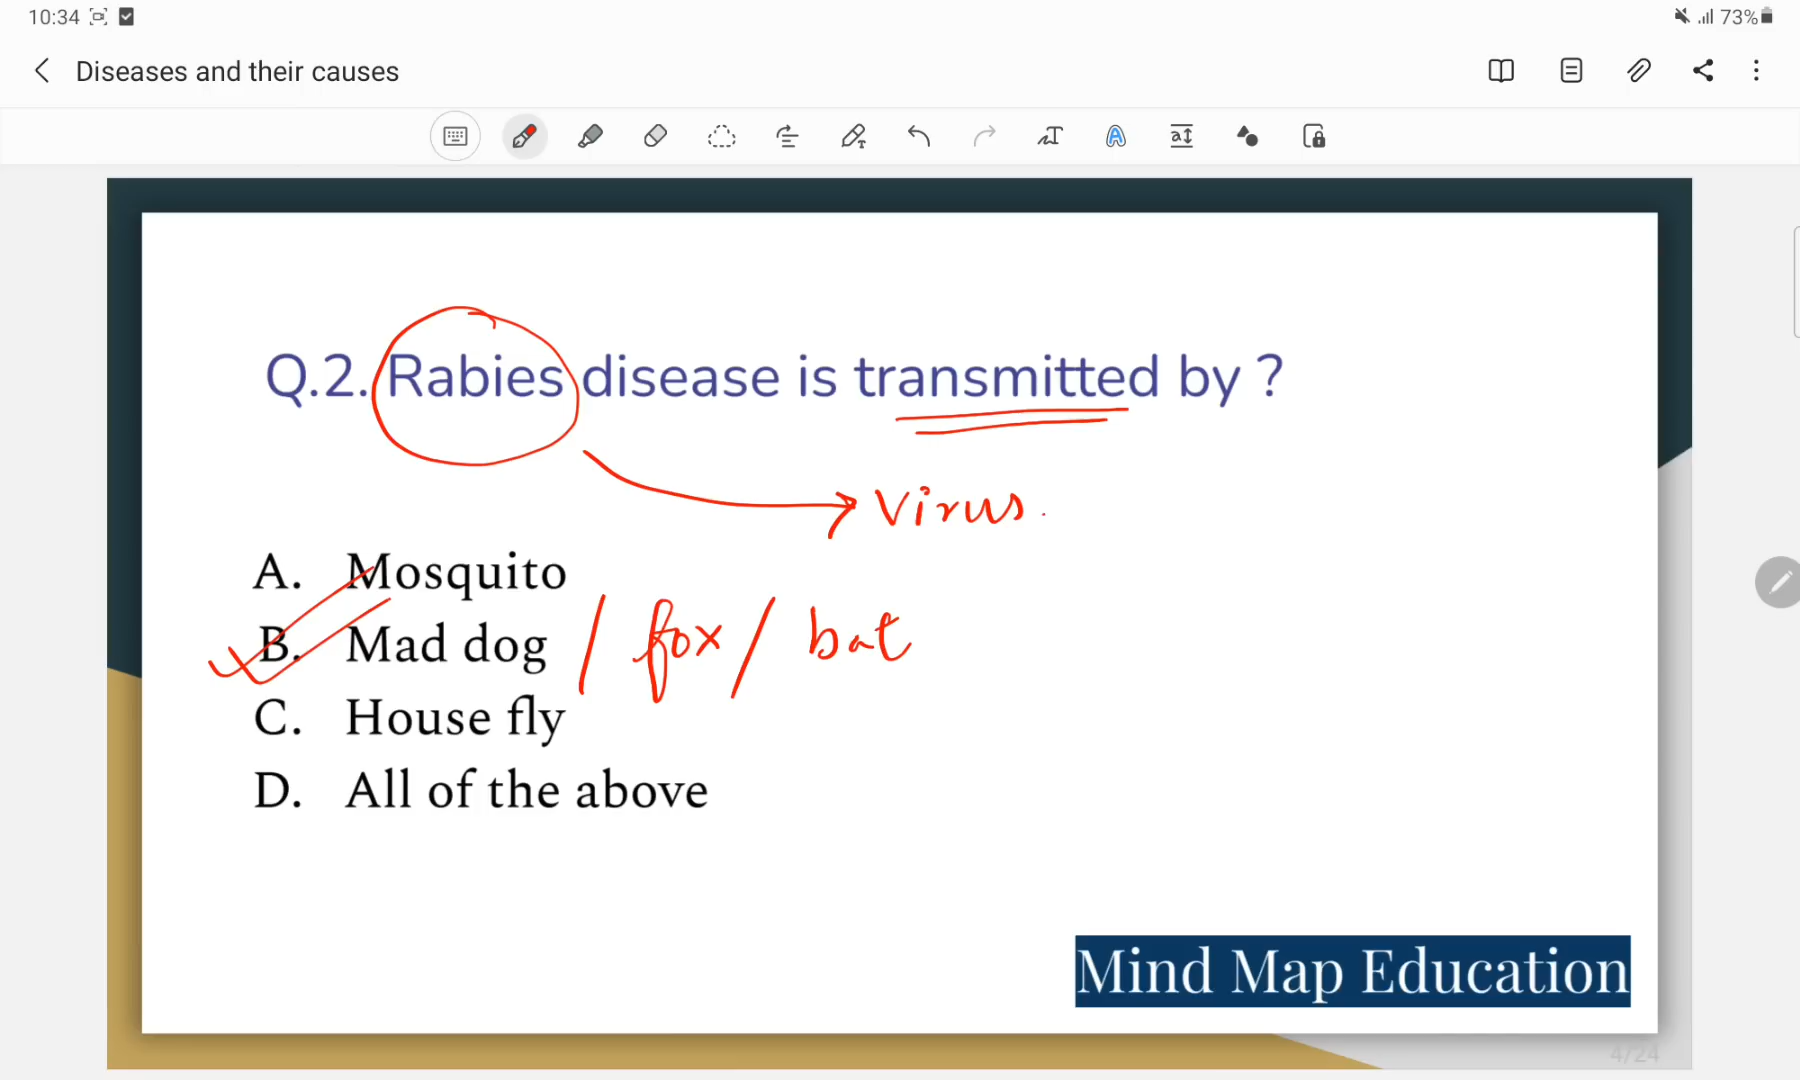 10:34 73%
Diseases and their causes
Q.2. Rabies disease is transmitted by ?
→ Virus.
A. Mosquito
B. Mad dog / fox / bat
C. House fly
D. All of the above
Mind Map Education
4/24